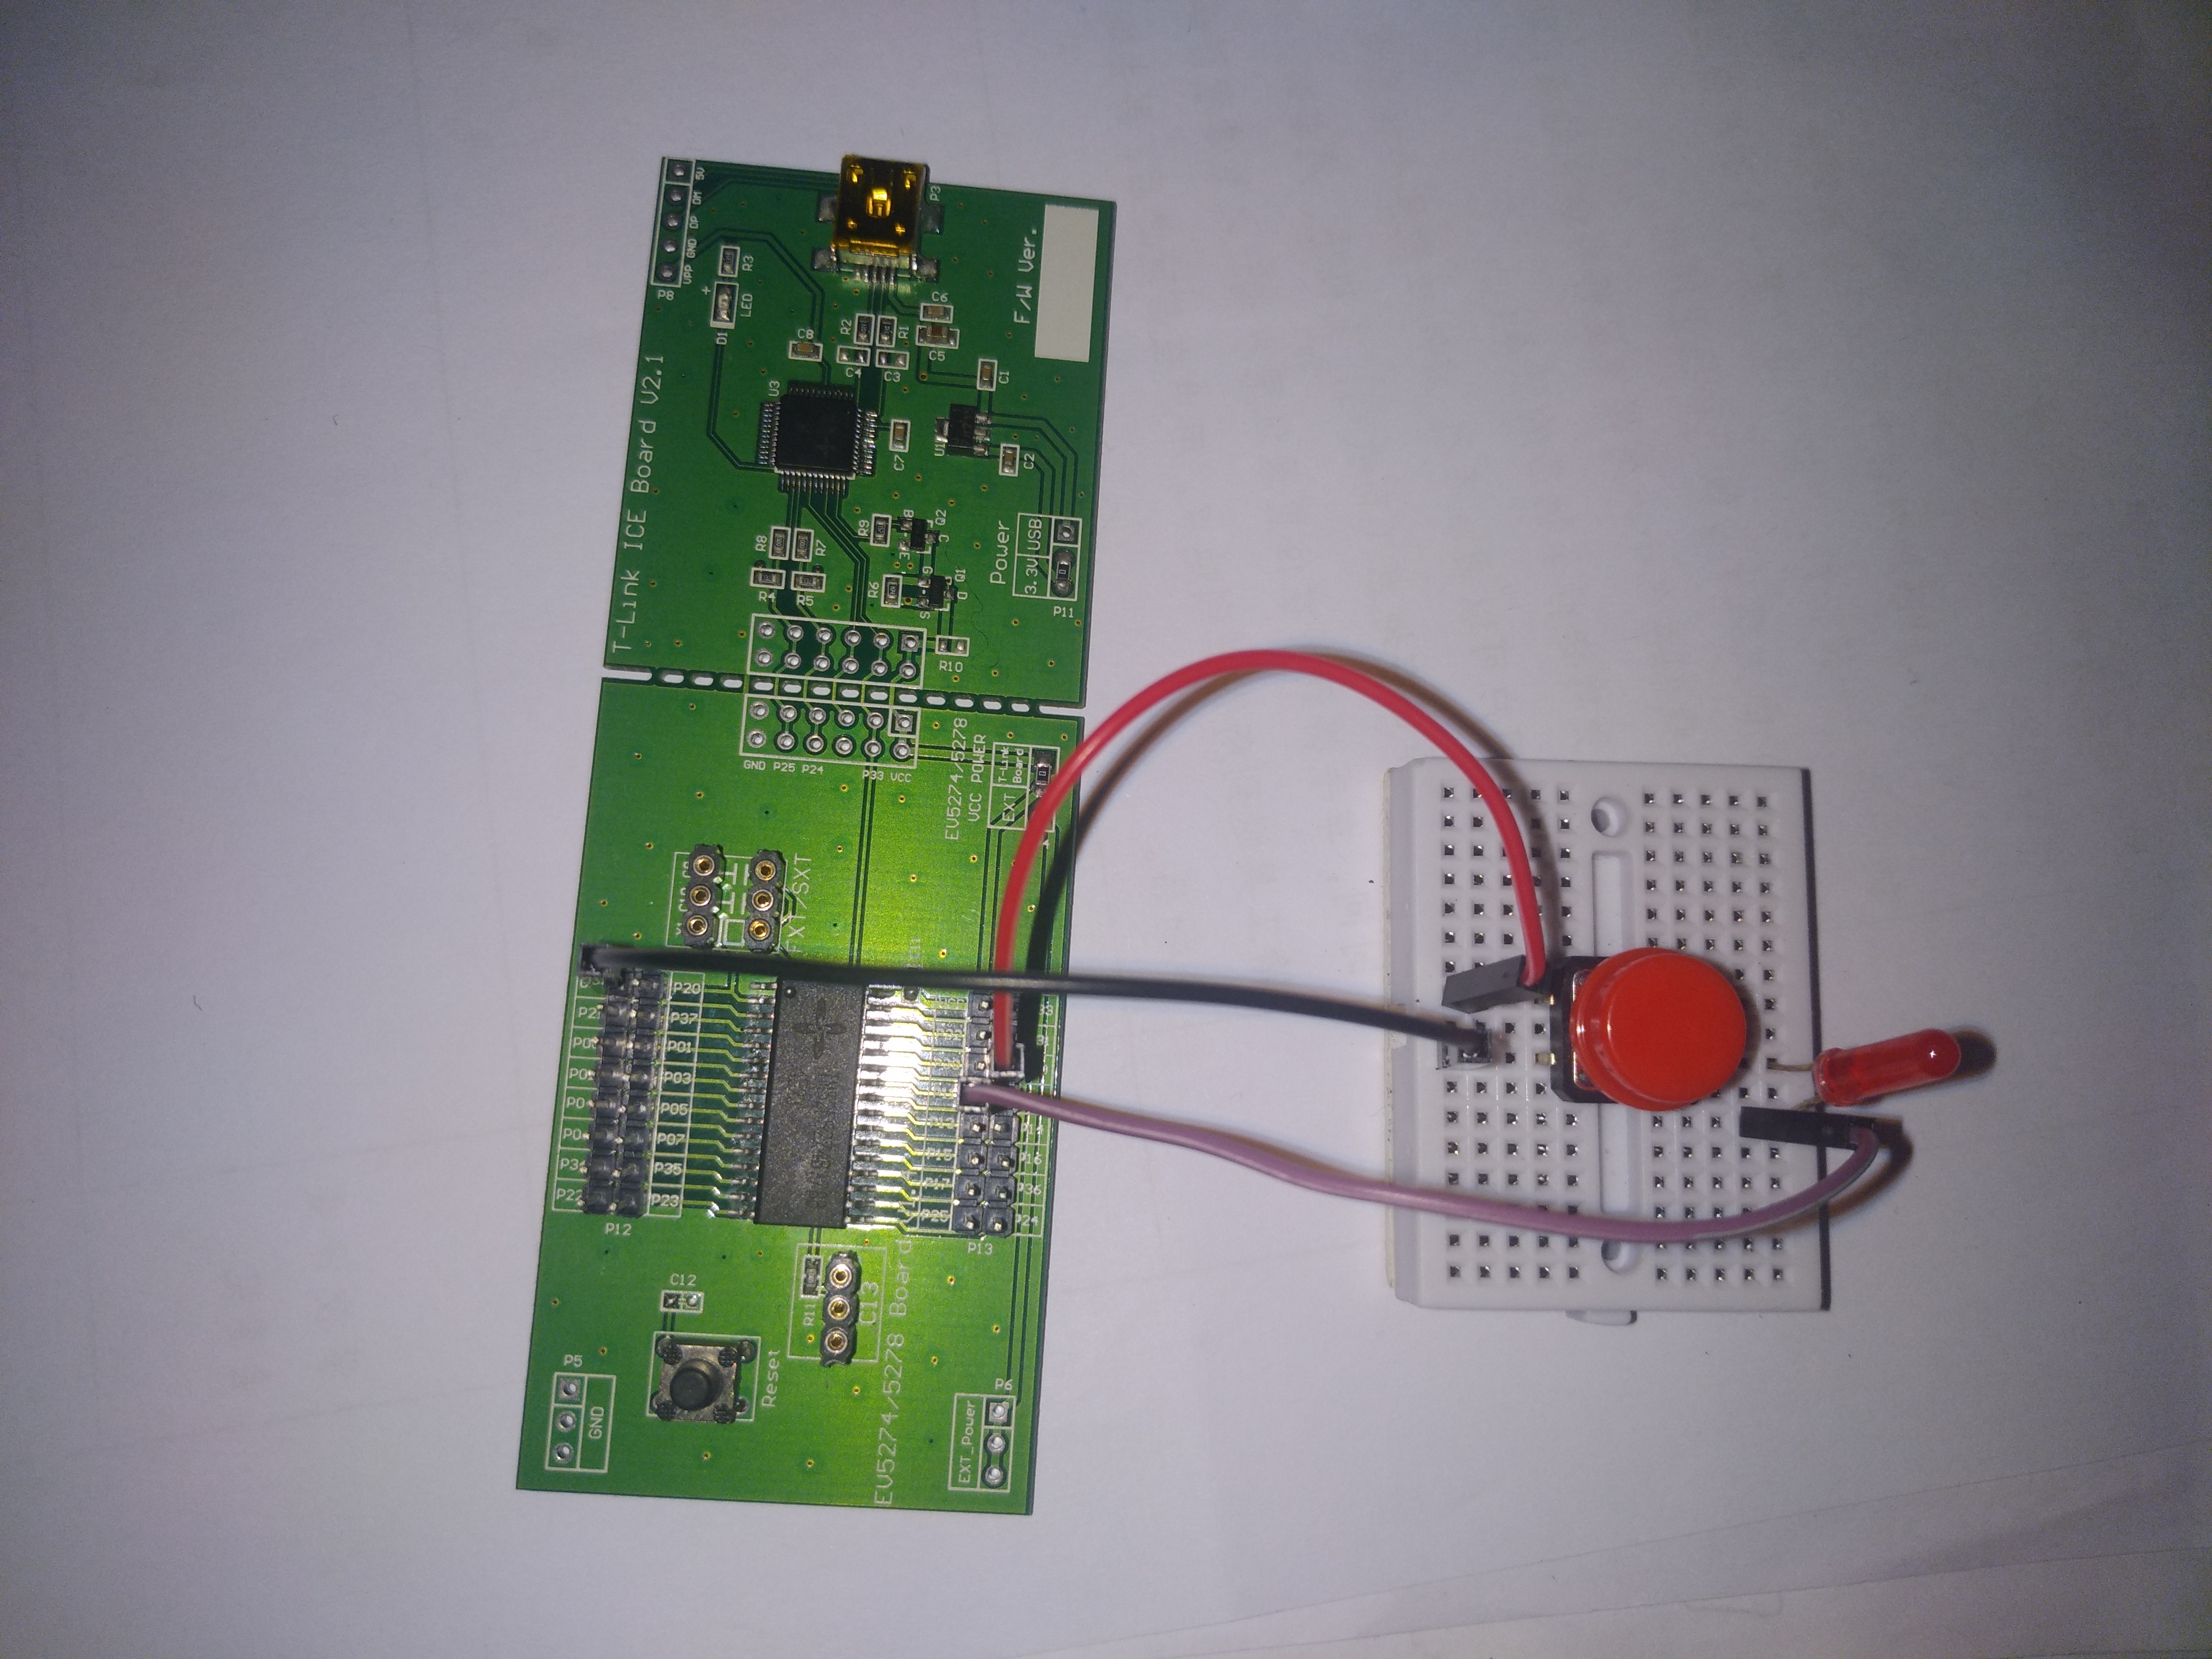 5V
DM
DP
GND
VPP
P8
P3
F/W Ver.
R3
+
LED
D1
C6
R2
R1
C8
C5
C4
C3
C1
U3
C7
U1
C2
T-Link ICE Board V2.1
R9
B
Q2
E
C
R8
R7
R4
R5
R6
G
Q1
S
D
R10
Power
3.3V
USB
P11
GND
P25
P24
P33
VCC
EV5274/5278
VCC POWER
EXT
T-Link
Board
P20
P37
P01
P03
P05
P07
P35
P22
P23
P12
P15
P16
P17
P36
P25
P24
P13
C12
R11
C13
Reset
EV5274/5278 Board
P5
GND
P6
EXT_Power